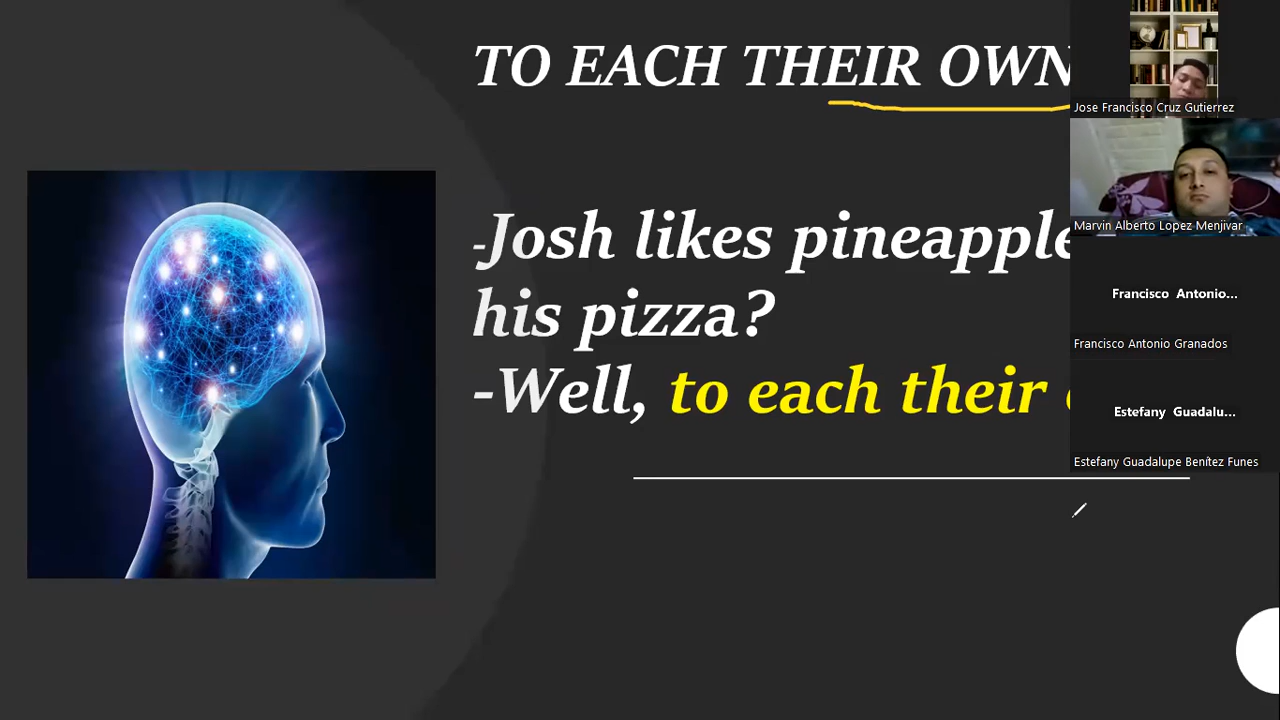 TO EACH THEIR OWN
-Josh likes pineapple
his pizza?
-Well, to each their
Jose Francisco Cruz Gutierrez
Marvin Alberto Lopez Menjivar
Francisco Antonio...
Francisco Antonio Granados
Estefany Guadalu...
Estefany Guadalupe Benítez Funes